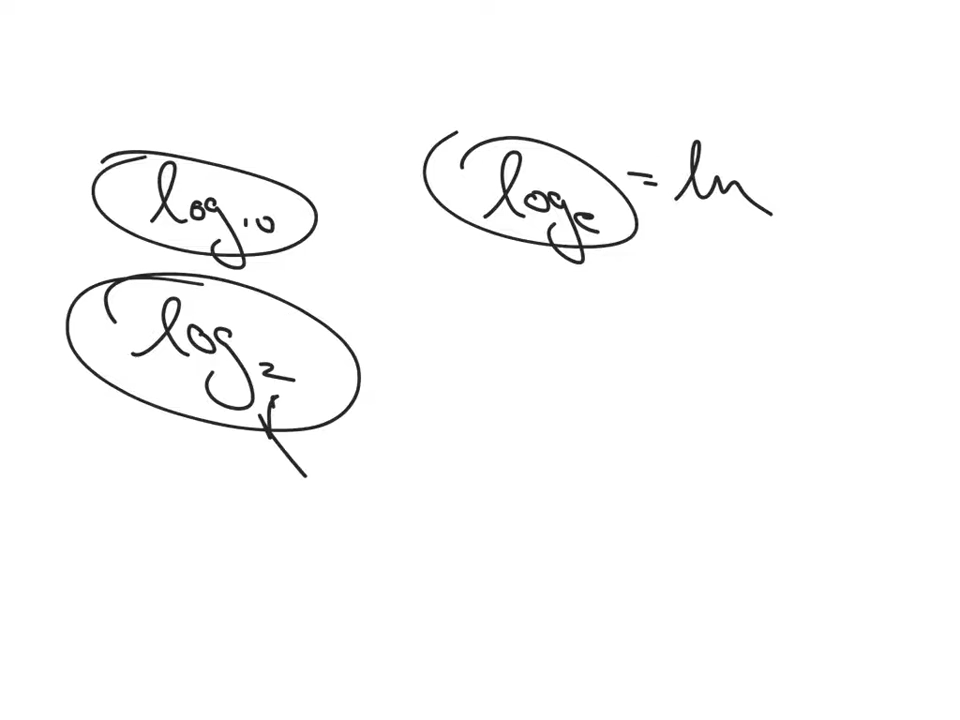 log₁₀
logₑ = ln
log₂